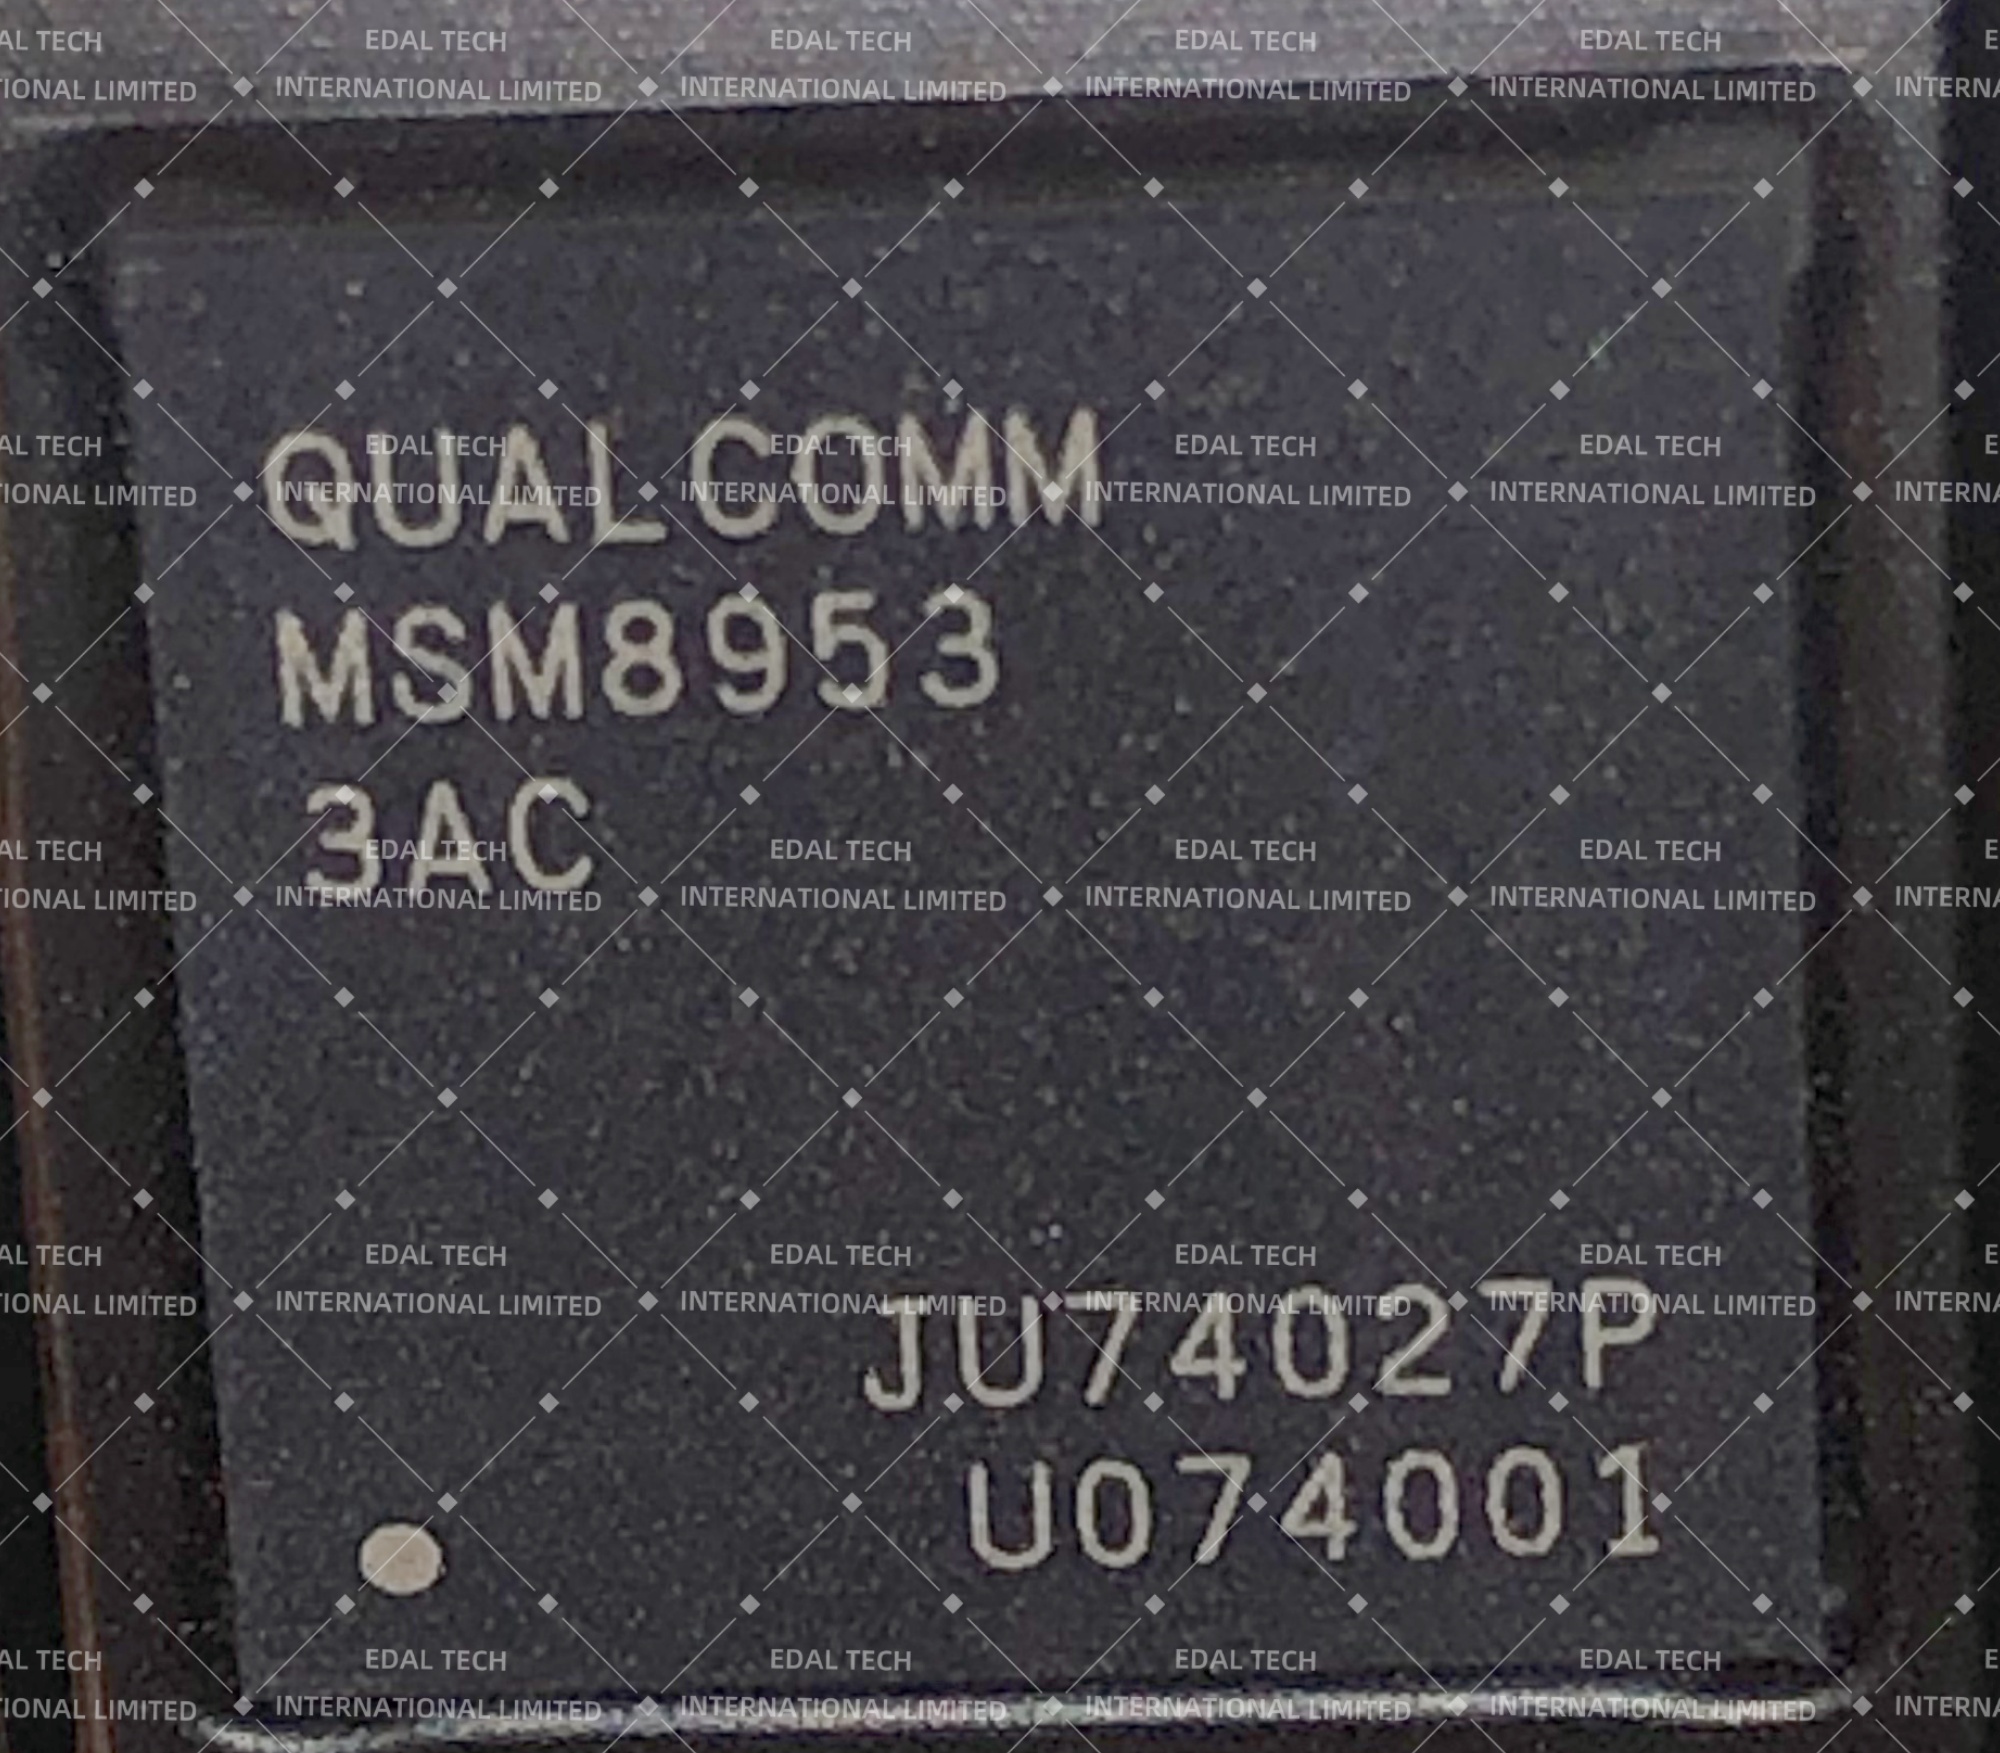 QUALCOMM
MSM8953
3AC
JU74027P
U074001
EDAL TECH
INTERNATIONAL LIMITED